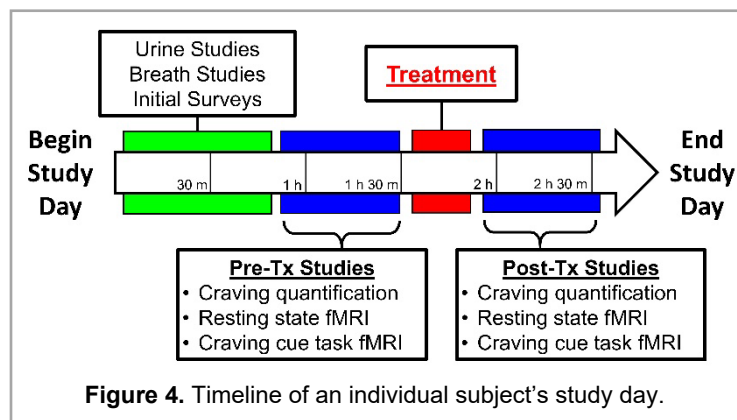 Urine Studies
Breath Studies
Initial Surveys
Treatment
Begin
Study
Day
30 m
1 h
1 h 30 m
2 h
2 h 30 m
End
Study
Day
Pre-Tx Studies
• Craving quantification
• Resting state fMRI
• Craving cue task fMRI
Post-Tx Studies
• Craving quantification
• Resting state fMRI
• Craving cue task fMRI
Figure 4. Timeline of an individual subject's study day.